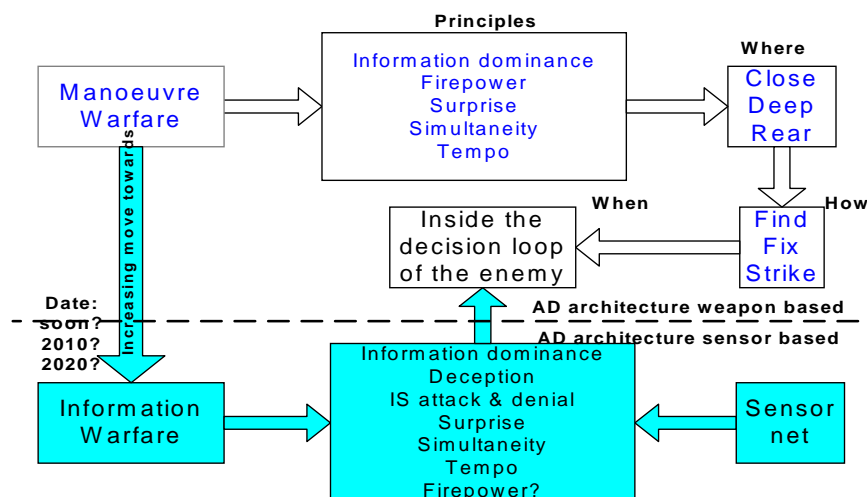 Principles
Manoeuvre
Warfare
Information dominance
Firepower
Surprise
Simultaneity
Tempo
Where
Close
Deep
Rear
How
Find
Fix
Strike
When
Inside the
decision loop
of the enemy
Increasing move towards
Date:
soon?
2010?
2020?
AD architecture weapon based
AD architecture sensor based
Information
Warfare
Information dominance
Deception
IS attack & denial
Surprise
Simultaneity
Tempo
Firepower?
Sensor
net